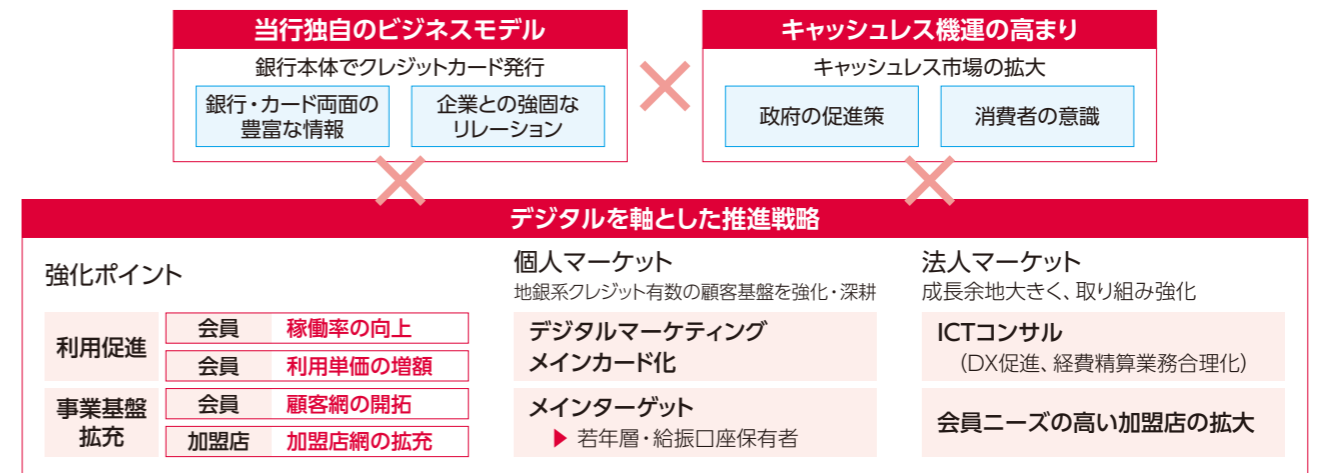 当行独自のビジネスモデル
銀行本体でクレジットカード発行
銀行・カード両面の
豊富な情報
企業との強固な
リレーション
キャッシュレス機運の高まり
キャッシュレス市場の拡大
政府の促進策
消費者の意識
デジタルを軸とした推進戦略
強化ポイント
利用促進
会員 稼働率の向上
会員 利用単価の増額
事業基盤
拡充
会員 顧客網の開拓
加盟店 加盟店網の拡充
個人マーケット
地銀系クレジット有数の顧客基盤を強化・深耕
デジタルマーケティング
メインカード化
メインターゲット
▶ 若年層・給振口座保有者
法人マーケット
成長余地大きく、取り組み強化
ICTコンサル
（DX促進、経費精算業務合理化）
会員ニーズの高い加盟店の拡大